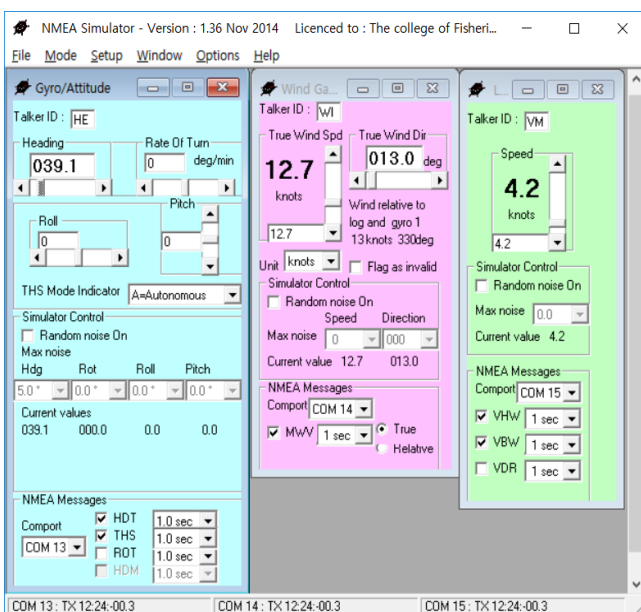 NMEA Simulator - Version : 1.36 Nov 2014 Licenced to : The college of Fisheri...
File Mode Setup Window Options Help
Gyro/Attitude
Talker ID : HE
Heading
039.1
Rate Of Turn
0 deg/min
Roll
0
Pitch
0
THS Mode Indicator A=Autonomous
Simulator Control
Random noise On
Max noise
Hdg Rot Roll Pitch
5.0 ° 0.0 ° 0.0 ° 0.0 °
Current values
039.1 000.0 0.0 0.0
NMEA Messages
Comport
COM 13
HDT 1.0 sec
THS 1.0 sec
ROT 1.0 sec
HDM 1.0 sec
Wind Ga...
Talker ID : WI
True Wind Spd
12.7
knots
12.7
True Wind Dir
013.0 deg
Wind relative to
log and gyro 1
13 knots 330deg
Unit knots Flag as invalid
Simulator Control
Random noise On
Speed Direction
Max noise 0 000
Current value 12.7 013.0
NMEA Messages
Comport COM 14
MWV 1 sec True
Relative
L...
Talker ID : VM
Speed
4.2
knots
4.2
Simulator Control
Random noise On
Max noise 0.0
Current value 4.2
NMEA Messages
Comport COM 15
VHW 1 sec
VBW 1 sec
VDR 1 sec
COM 13 : TX 12:24:-00.3 COM 14 : TX 12:24:-00.3 COM 15 : TX 12:24:-00.3